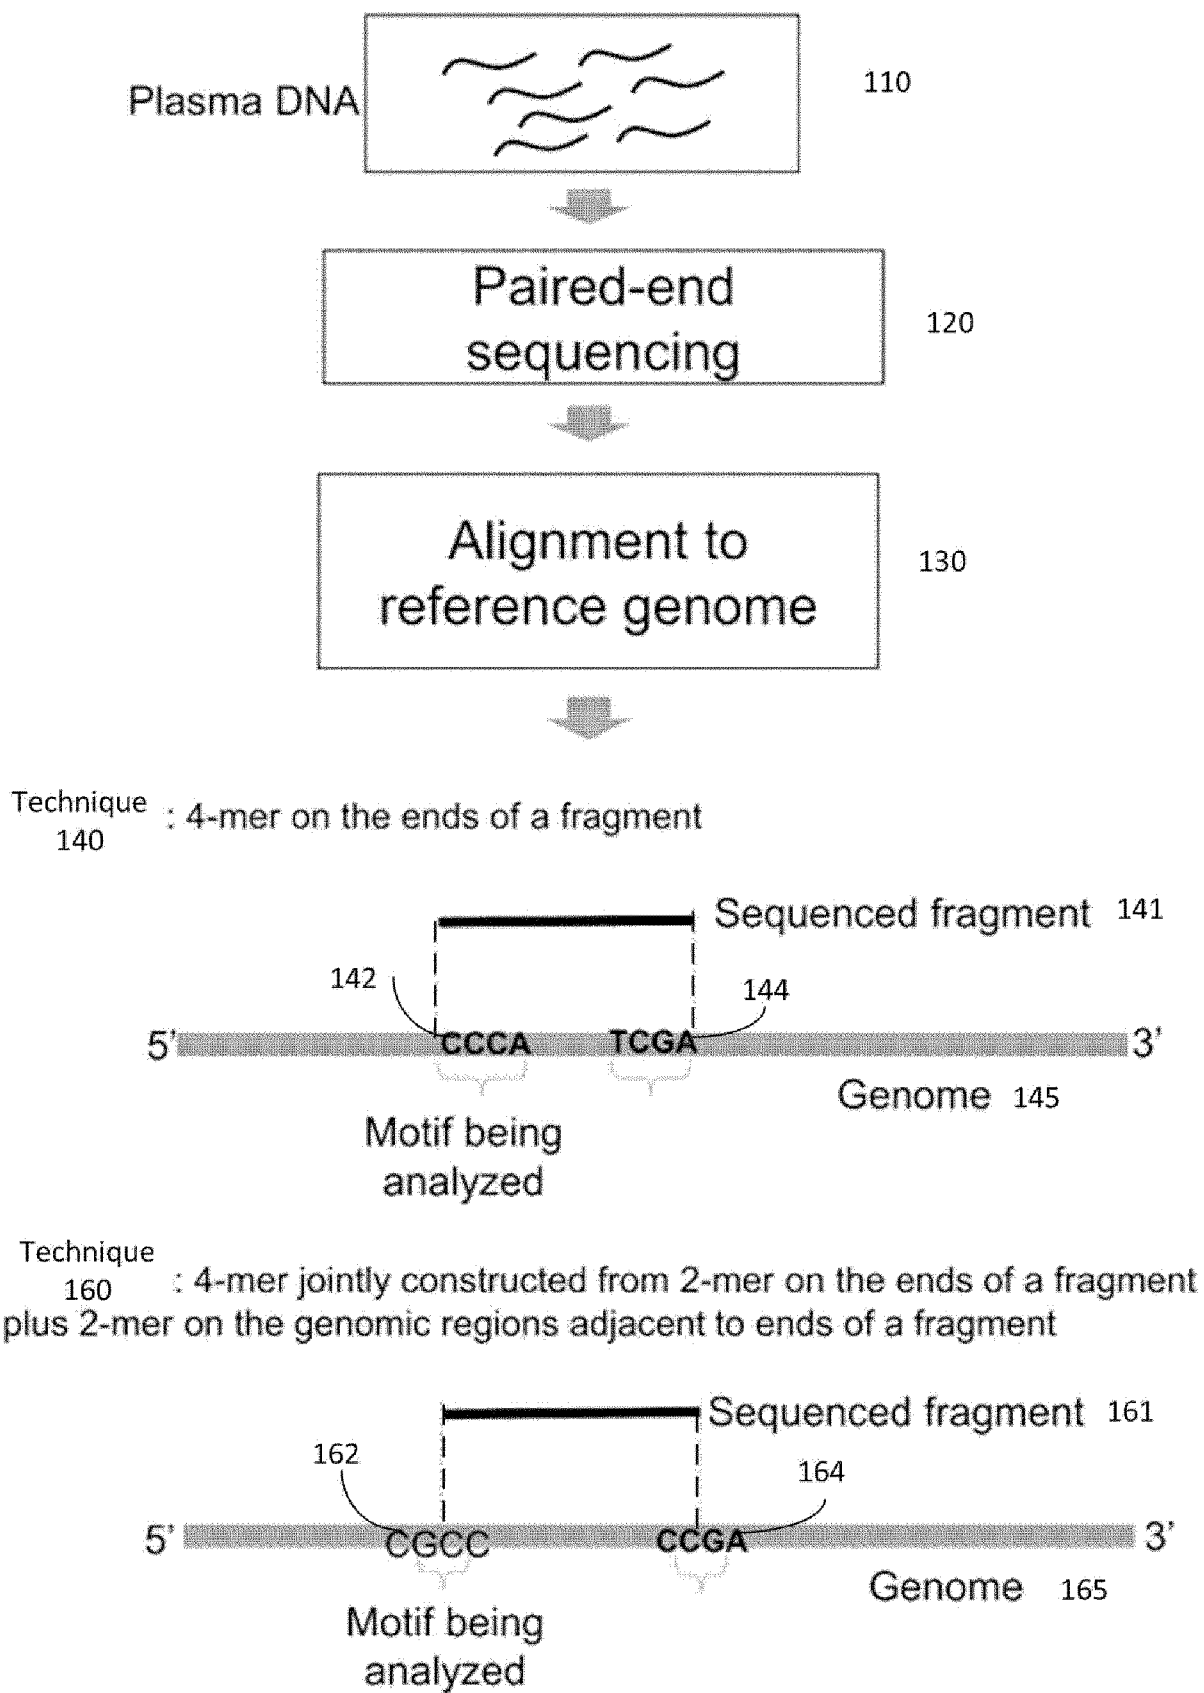 Plasma DNA
110
Paired-end
sequencing
120
Alignment to
reference genome
130
Technique
140 : 4-mer on the ends of a fragment
Sequenced fragment 141
142
144
5' CCCA TCGA 3'
Genome 145
Motif being
analyzed
Technique
160 : 4-mer jointly constructed from 2-mer on the ends of a fragment
plus 2-mer on the genomic regions adjacent to ends of a fragment
Sequenced fragment 161
162
164
5' CGCC CCGA 3'
Genome 165
Motif being
analyzed